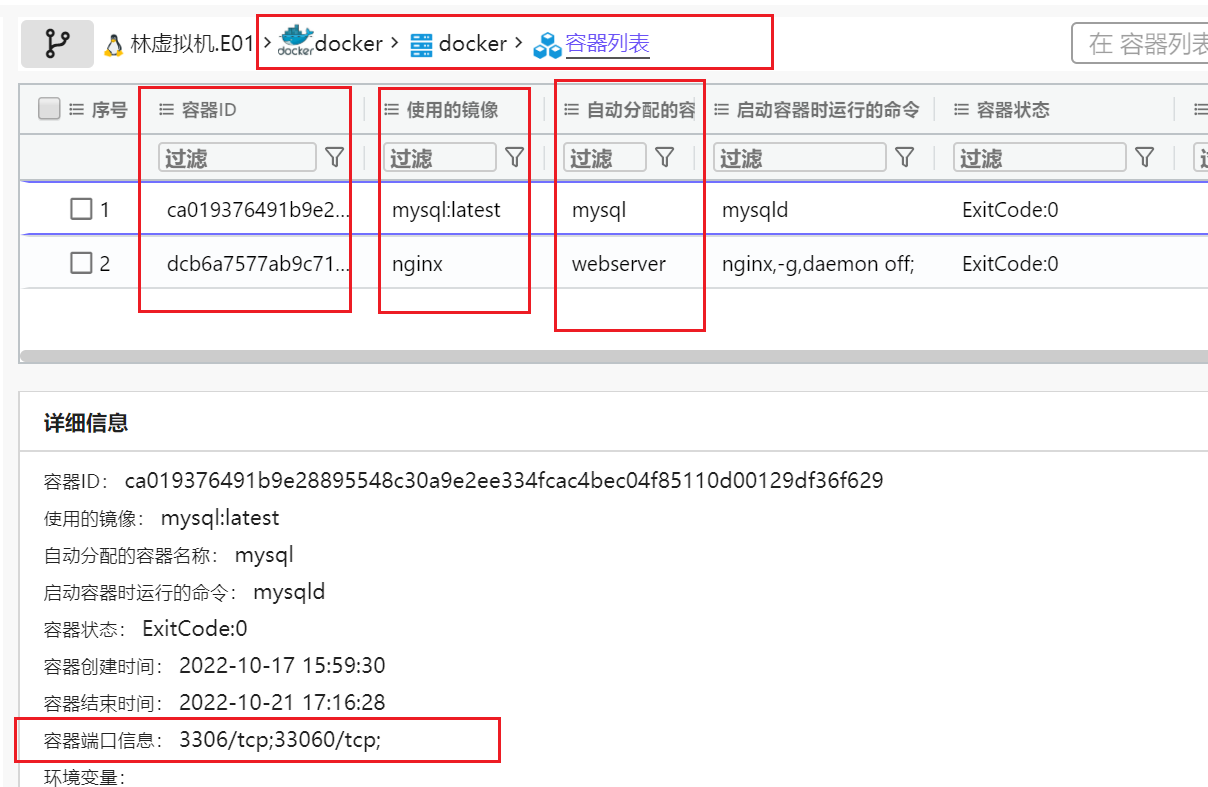 林虚拟机.E01 › docker docker › docker › 容器列表
在 容器列表
序号 容器ID 使用的镜像 自动分配的容 启动容器时运行的命令 容器状态
过滤 过滤 过滤 过滤 过滤
1 ca019376491b9e2... mysql:latest mysql mysqld ExitCode:0
2 dcb6a7577ab9c71... nginx webserver nginx,-g,daemon off; ExitCode:0
详细信息
容器ID: ca019376491b9e28895548c30a9e2ee334fcac4bec04f85110d00129df36f629
使用的镜像: mysql:latest
自动分配的容器名称: mysql
启动容器时运行的命令: mysqld
容器状态: ExitCode:0
容器创建时间: 2022-10-17 15:59:30
容器结束时间: 2022-10-21 17:16:28
容器端口信息: 3306/tcp;33060/tcp;
环境变量: